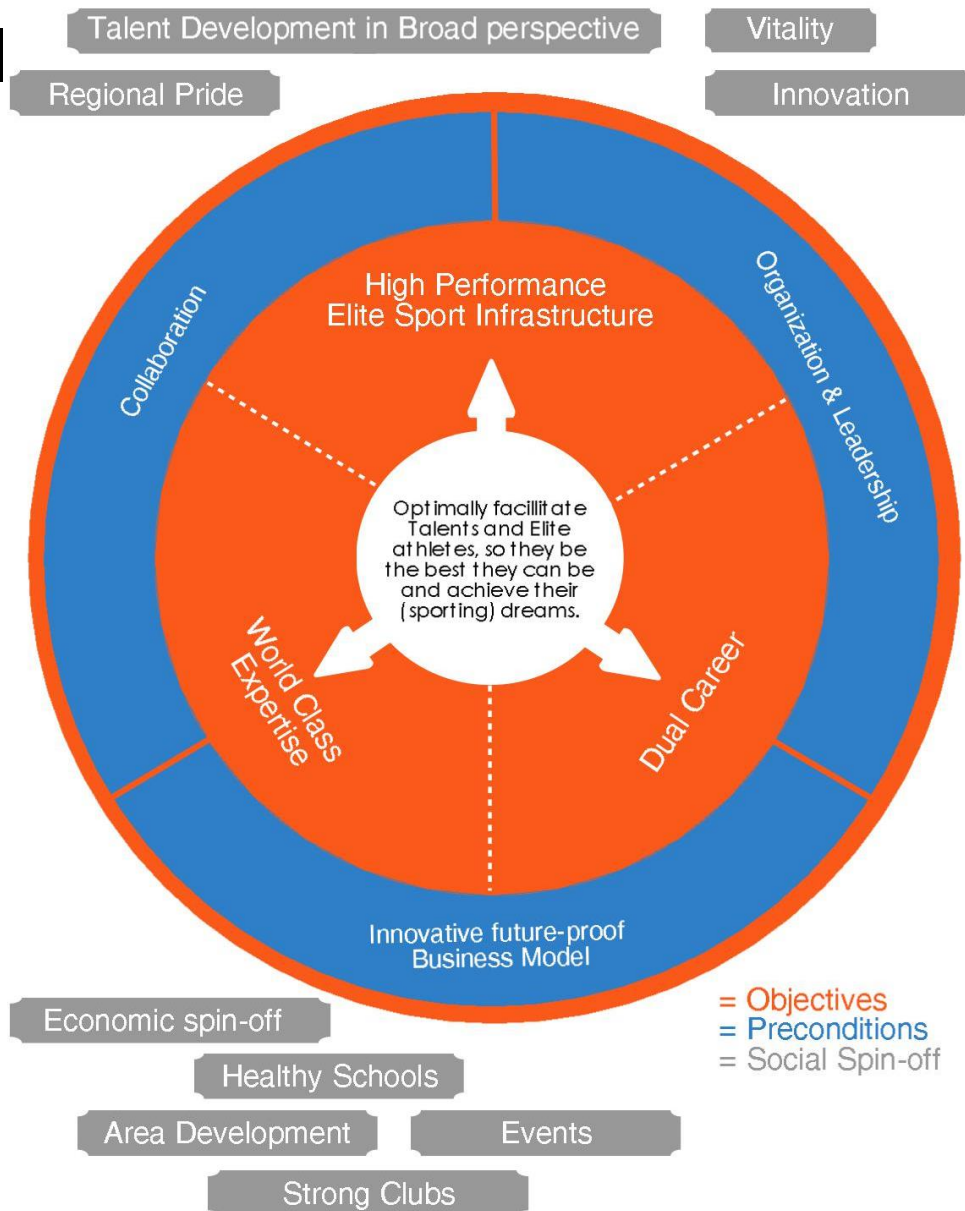 Talent Development in Broad perspective
Vitality
Regional Pride
Innovation
High Performance
Elite Sport Infrastructure
Collaboration
Organization & Leadership
Optimally facillitate
Talents and Elite
athletes, so they be
the best they can be
and achieve their
(sporting) dreams.
World Class
Expertise
Dual Career
Innovative future-proof
Business Model
= Objectives
= Preconditions
= Social Spin-off
Economic spin-off
Healthy Schools
Area Development
Events
Strong Clubs